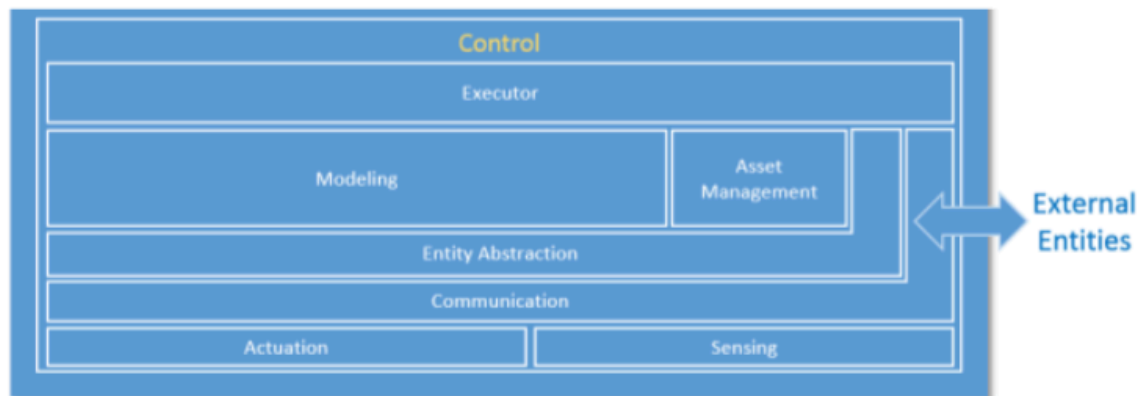 Control
Executor
Modeling
Asset
Management
External
Entities
Entity Abstraction
Communication
Actuation
Sensing